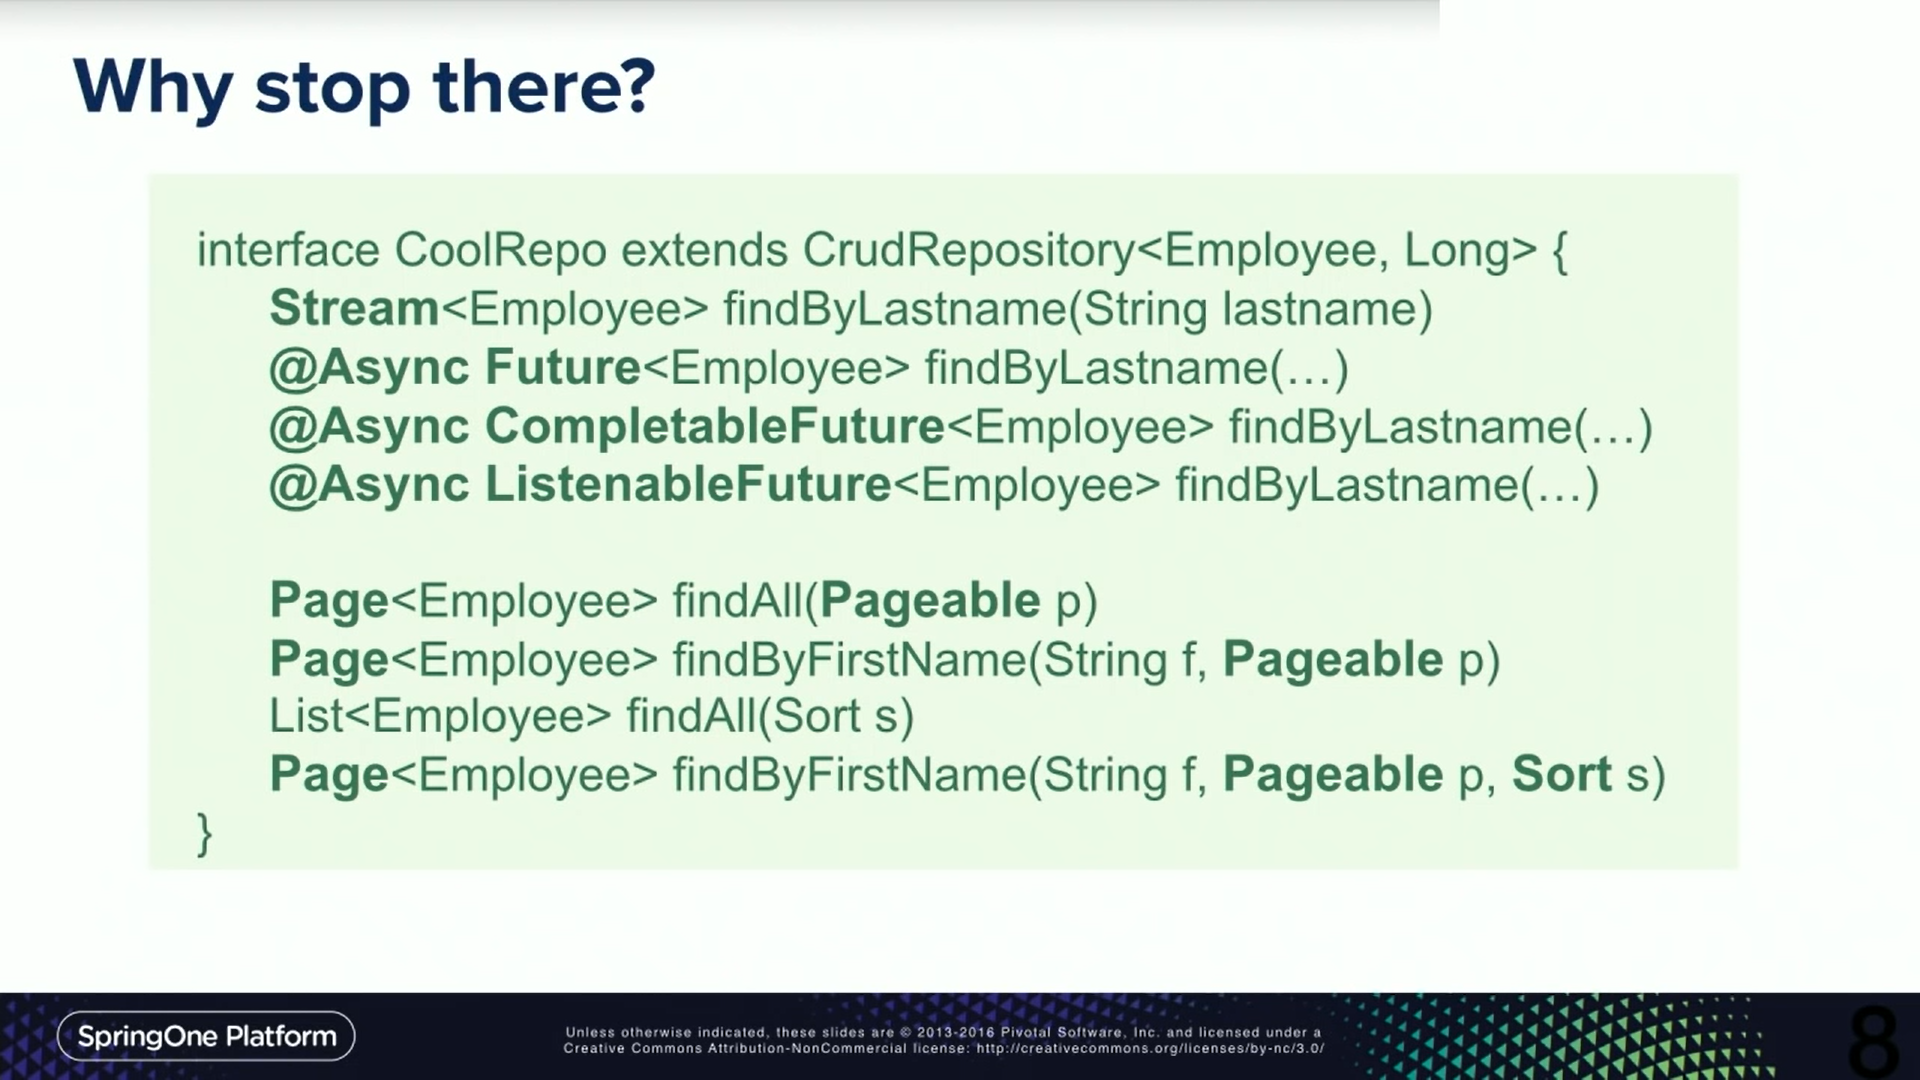 Why stop there?
interface CoolRepo extends CrudRepository<Employee, Long> {
Stream<Employee> findByLastname(String lastname)
@Async Future<Employee> findByLastname(…)
@Async CompletableFuture<Employee> findByLastname(…)
@Async ListenableFuture<Employee> findByLastname(…)
Page<Employee> findAll(Pageable p)
Page<Employee> findByFirstName(String f, Pageable p)
List<Employee> findAll(Sort s)
Page<Employee> findByFirstName(String f, Pageable p, Sort s)
}
SpringOne Platform
Unless otherwise indicated, these slides are © 2013-2016 Pivotal Software, Inc. and licensed under a
Creative Commons Attribution-NonCommercial license: http://creativecommons.org/licenses/by-nc/3.0/
8